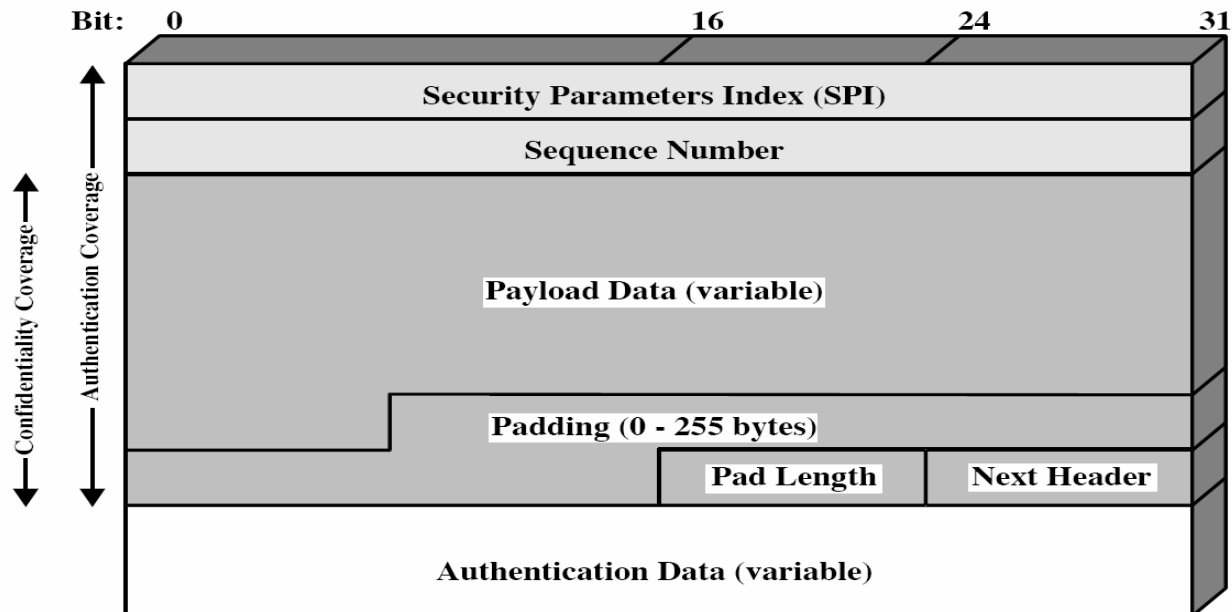 Bit: 0 16 24 31
Security Parameters Index (SPI)
Sequence Number
Confidentiality Coverage
Authentication Coverage
Payload Data (variable)
Padding (0 - 255 bytes)
Pad Length Next Header
Authentication Data (variable)